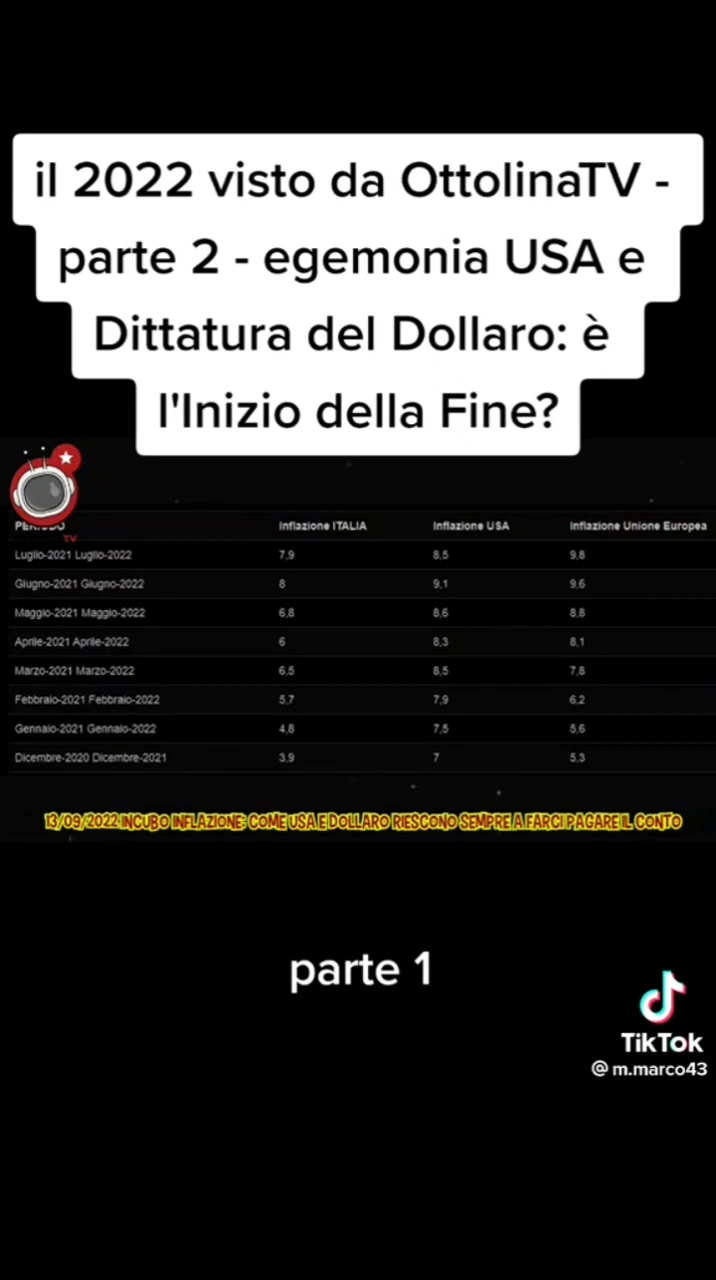 il 2022 visto da OttolinaTV -
parte 2 - egemonia USA e
Dittatura del Dollaro: è
l'Inizio della Fine?
PERIODO Inflazione ITALIA Inflazione USA Inflazione Unione Europea
TV
Luglio-2021 Luglio-2022 7,9 8,5 9,8
Giugno-2021 Giugno-2022 8 9,1 9,6
Maggio-2021 Maggio-2022 6,8 8,6 8,8
Aprile-2021 Aprile-2022 6 8,3 8,1
Marzo-2021 Marzo-2022 6,5 8,5 7,8
Febbraio-2021 Febbraio-2022 5,7 7,9 6,2
Gennaio-2021 Gennaio-2022 4,8 7,5 5,6
Dicembre-2020 Dicembre-2021 3,9 7 5,3
13/09/2022 INCUBO INFLAZIONE: COME USA E DOLLARO RIESCONO SEMPRE A FARCI PAGARE IL CONTO
parte 1
TikTok
@m.marco43